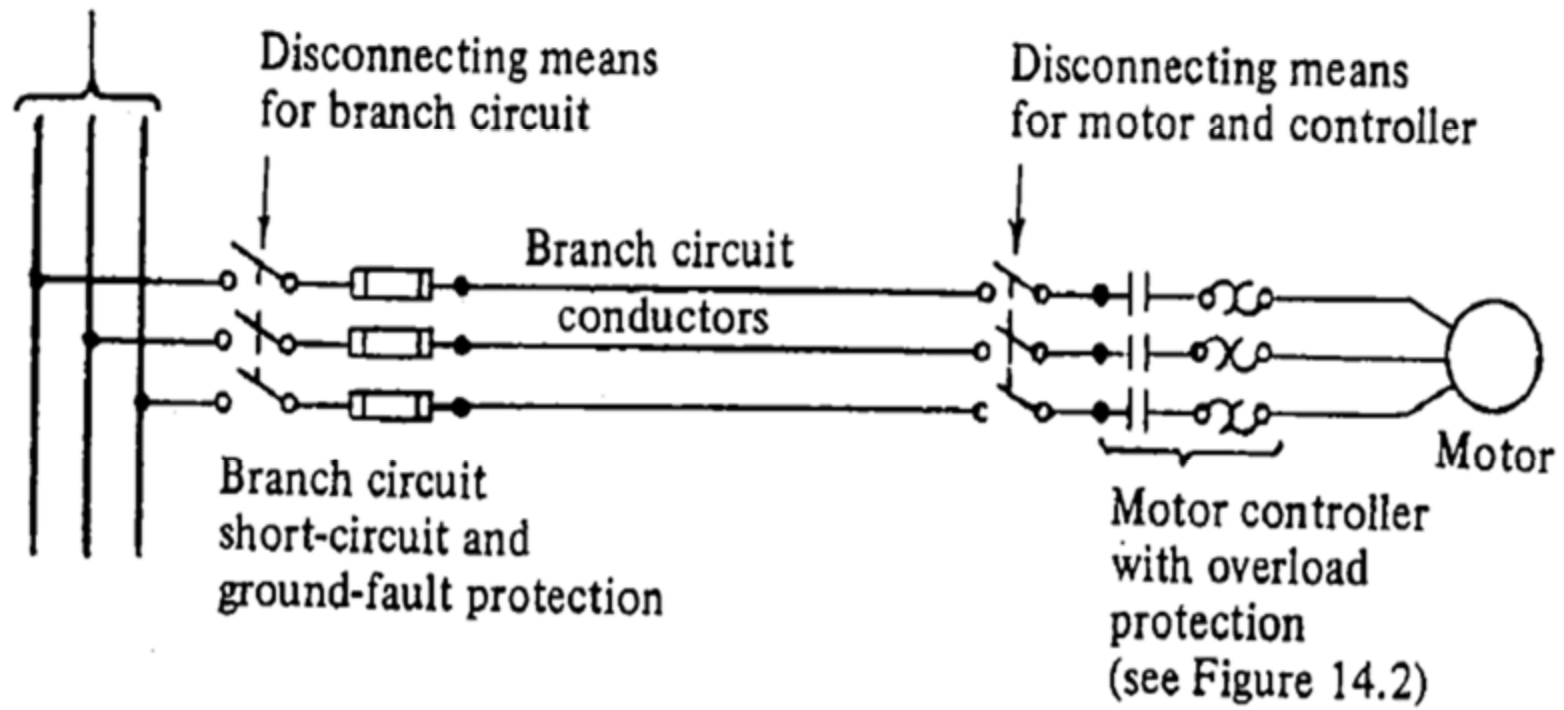 Disconnecting means
for branch circuit
Disconnecting means
for motor and controller
Branch circuit
conductors
Branch circuit
short-circuit and
ground-fault protection
Motor
Motor controller
with overload
protection
(see Figure 14.2)